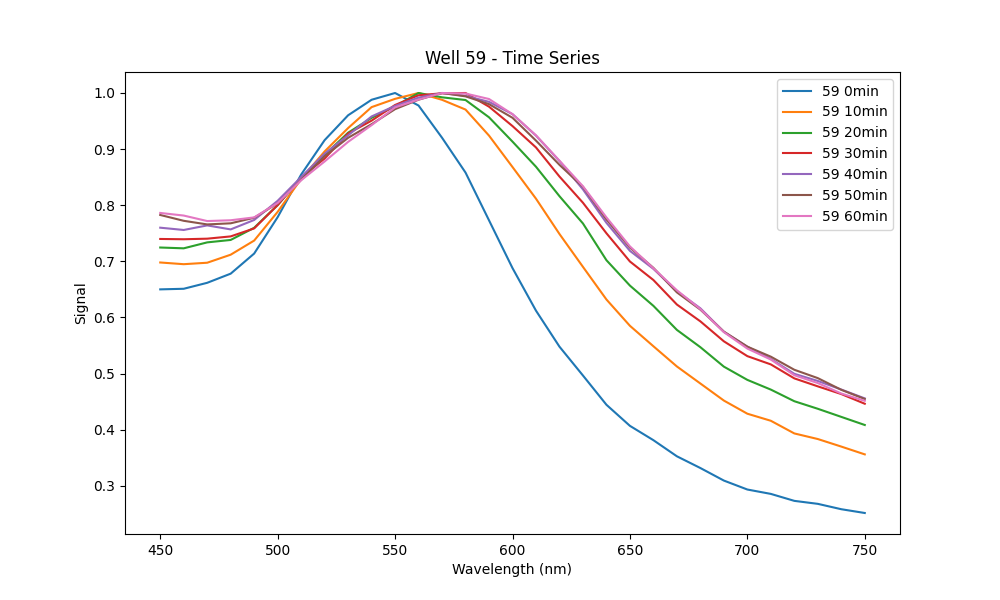 Well 59 - Time Series
1.0
0.9
0.8
0.7
0.6
0.5
0.4
0.3
Signal
450 500 550 600 650 700 750
Wavelength (nm)
59 0min
59 10min
59 20min
59 30min
59 40min
59 50min
59 60min